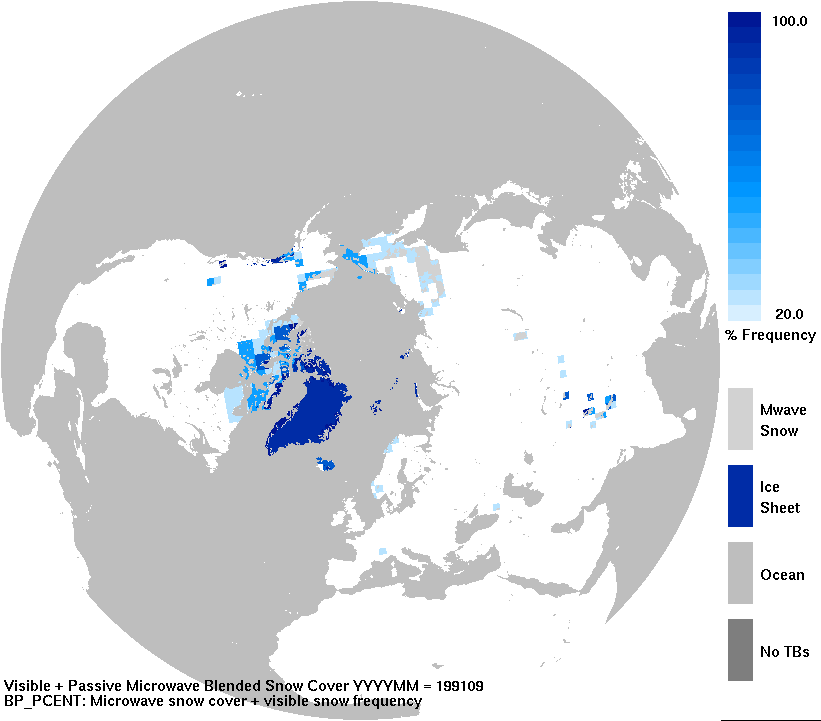 100.0
20.0
% Frequency
Mwave
Snow
Ice
Sheet
Ocean
No TBs
Visible + Passive Microwave Blended Snow Cover YYYYMM = 199109
BP_PCENT: Microwave snow cover + visible snow frequency